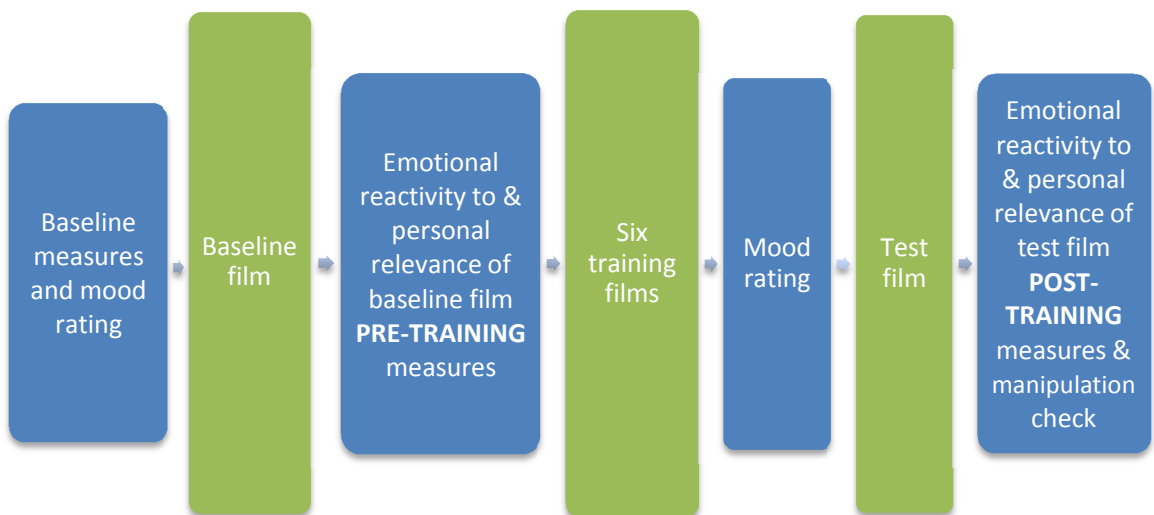 Baseline
measures
and mood
rating
Baseline
film
Emotional
reactivity to &
personal
relevance of
baseline film
PRE-TRAINING
measures
Six
training
films
Mood
rating
Test
film
Emotional
reactivity to
& personal
relevance of
test film
POST-
TRAINING
measures &
manipulation
check